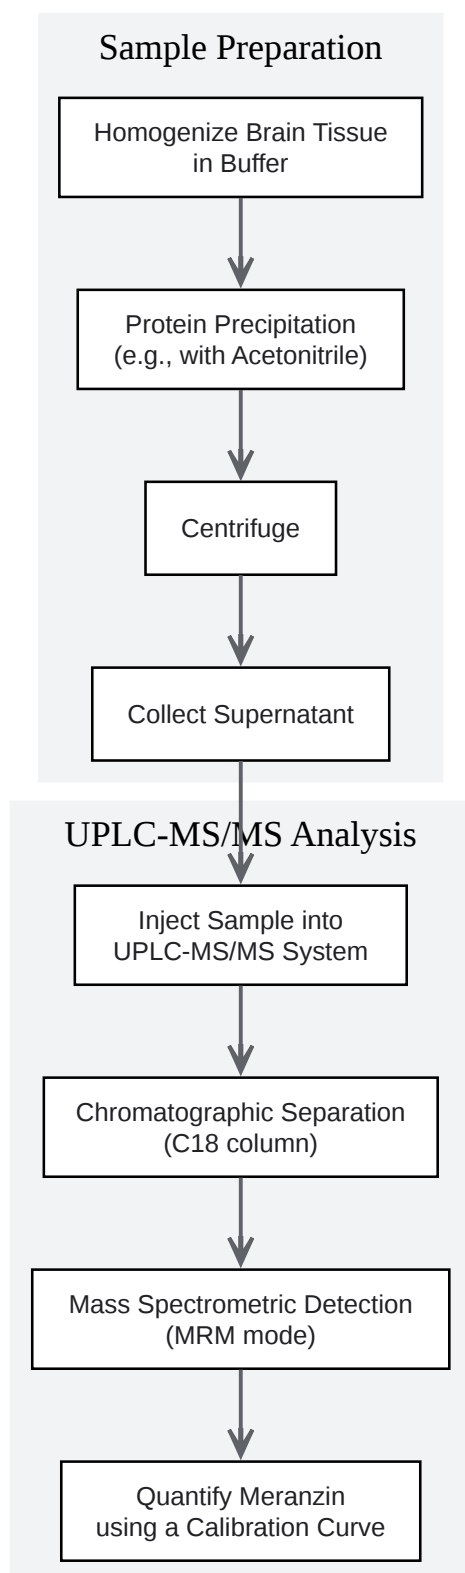 Sample Preparation
Homogenize Brain Tissue
in Buffer
Protein Precipitation
(e.g., with Acetonitrile)
Centrifuge
Collect Supernatant
UPLC-MS/MS Analysis
Inject Sample into
UPLC-MS/MS System
Chromatographic Separation
(C18 column)
Mass Spectrometric Detection
(MRM mode)
Quantify Meranzin
using a Calibration Curve